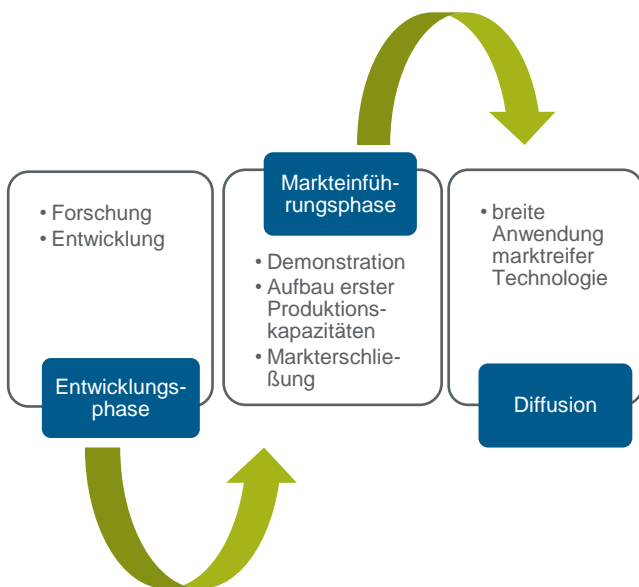 • Forschung
• Entwicklung
Entwicklungs-
phase
Markteinfüh-
rungsphase
• Demonstration
• Aufbau erster
Produktions-
kapazitäten
• Markterschlie-
ßung
• breite
Anwendung
marktreifer
Technologie
Diffusion